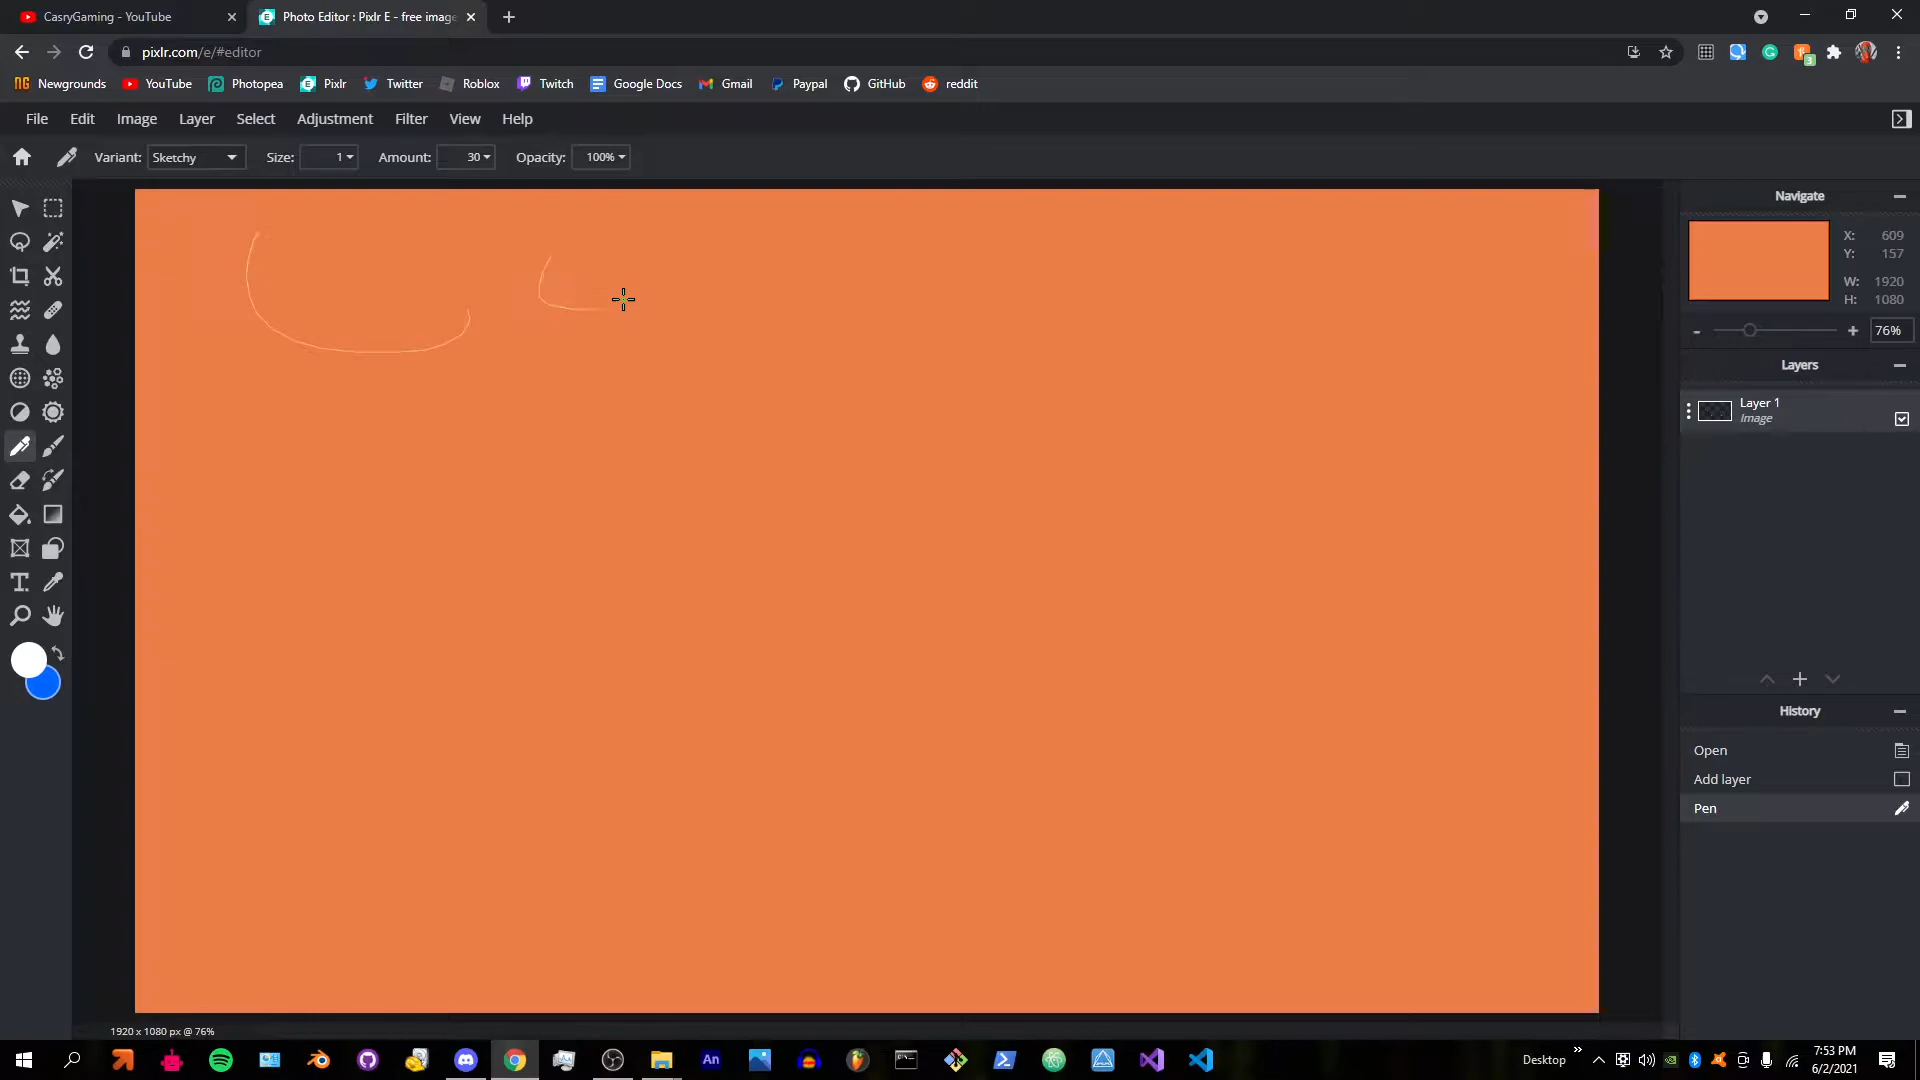 CasryGaming - YouTube
Photo Editor : Pixlr E - free image
pixlr.com/e/#editor
3
NG Newgrounds YouTube Photopea Pixlr Twitter Roblox Twitch Google Docs Gmail Paypal GitHub reddit
File Edit Image Layer Select Adjustment Filter View Help
Variant: Sketchy Size: 1 Amount: 30 Opacity: 100%
Navigate
X: 609
Y: 157
W: 1920
H: 1080
76%
Layers
Layer 1
Image
History
Open
Add layer
Pen
1920 x 1080 px @ 76%
An
Desktop
7:53 PM
6/2/2021